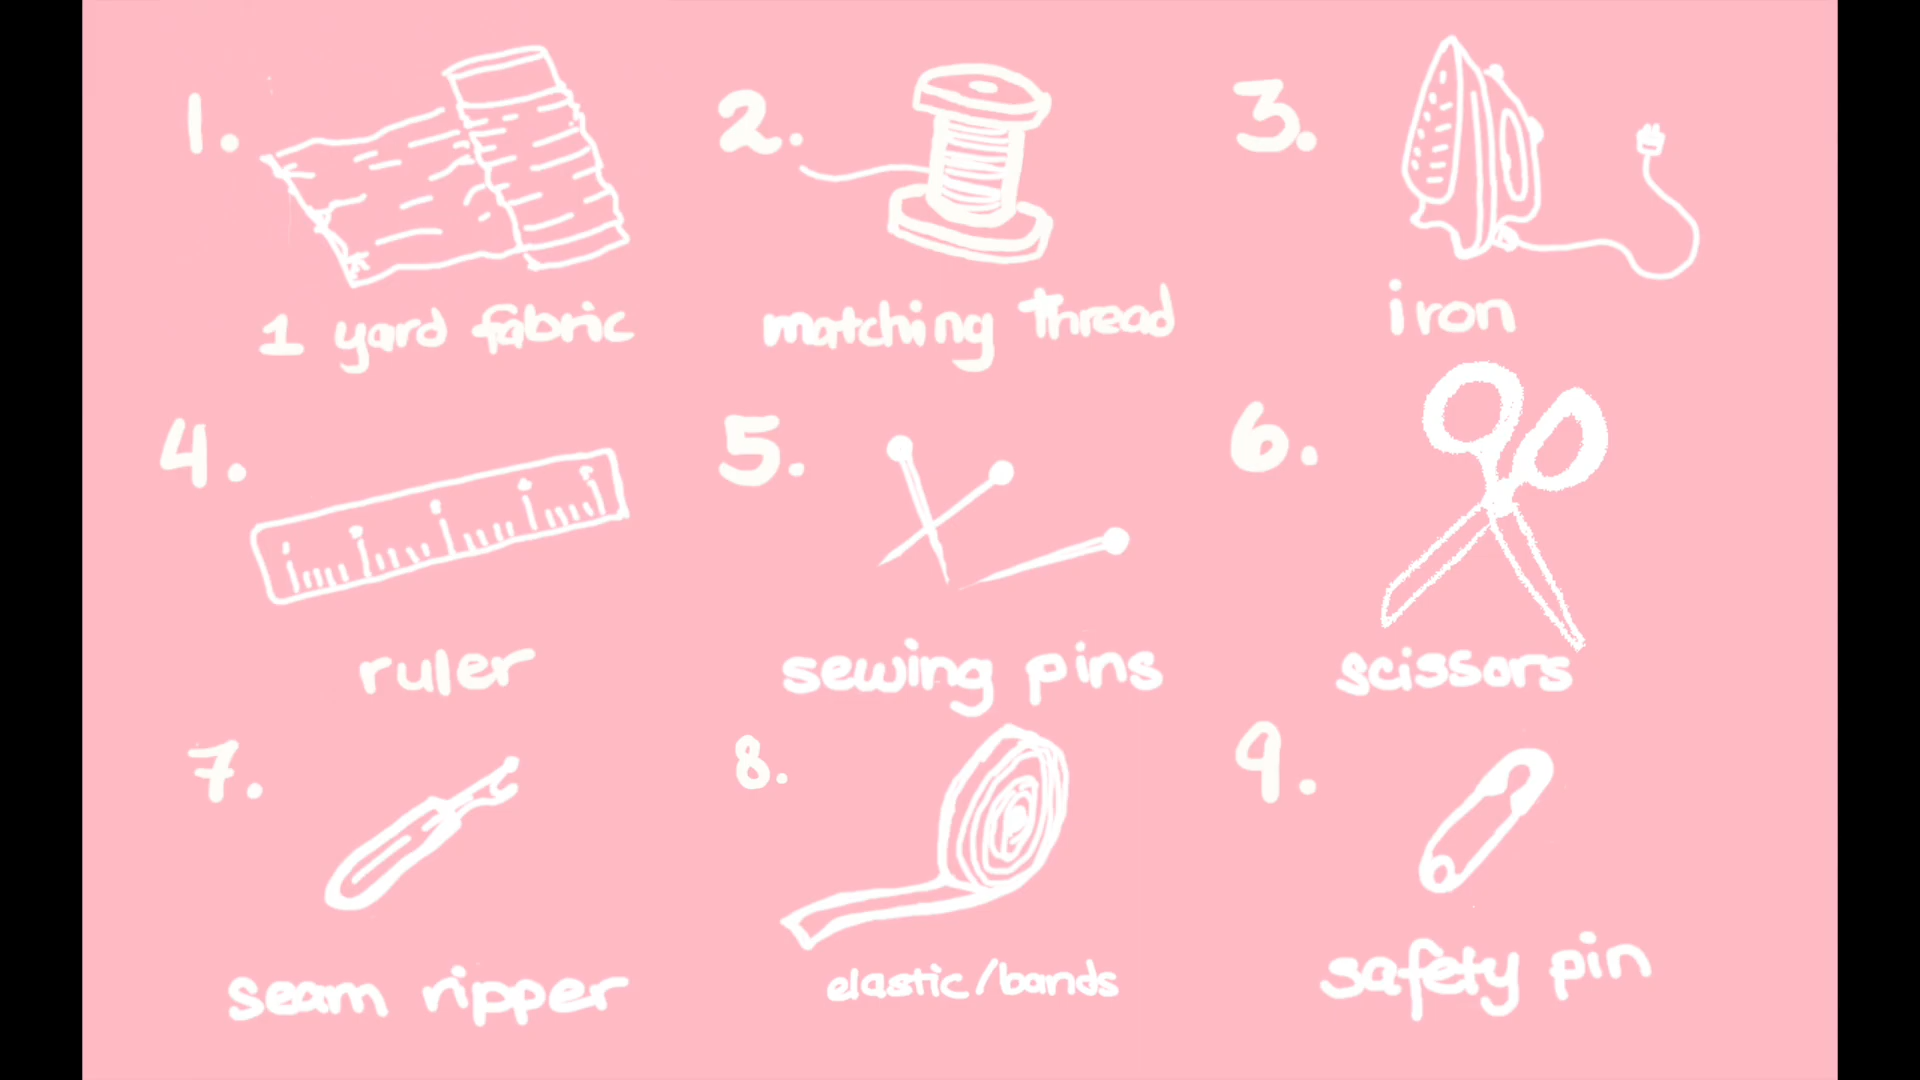 1.
1 yard fabric
2.
matching thread
3.
iron
4.
ruler
5.
sewing pins
6.
scissors
7.
seam ripper
8.
elastic/bands
9.
safety pin